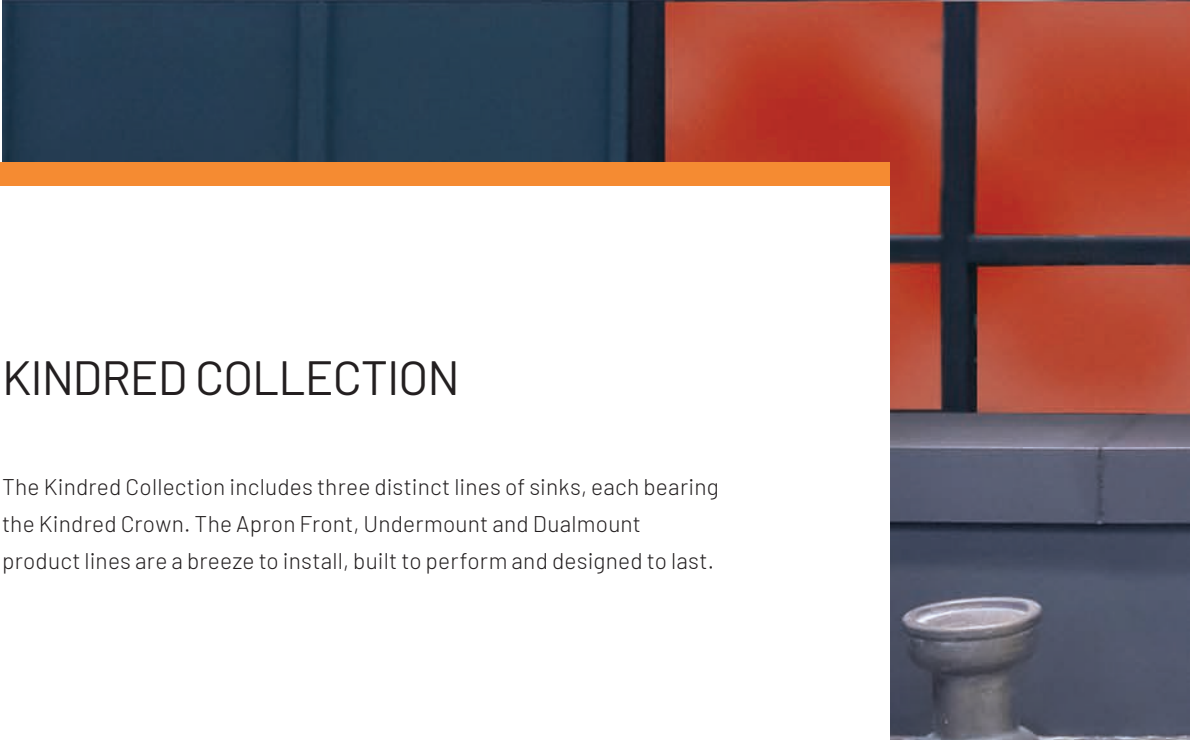 KINDRED COLLECTION
The Kindred Collection includes three distinct lines of sinks, each bearing
the Kindred Crown. The Apron Front, Undermount and Dualmount
product lines are a breeze to install, built to perform and designed to last.